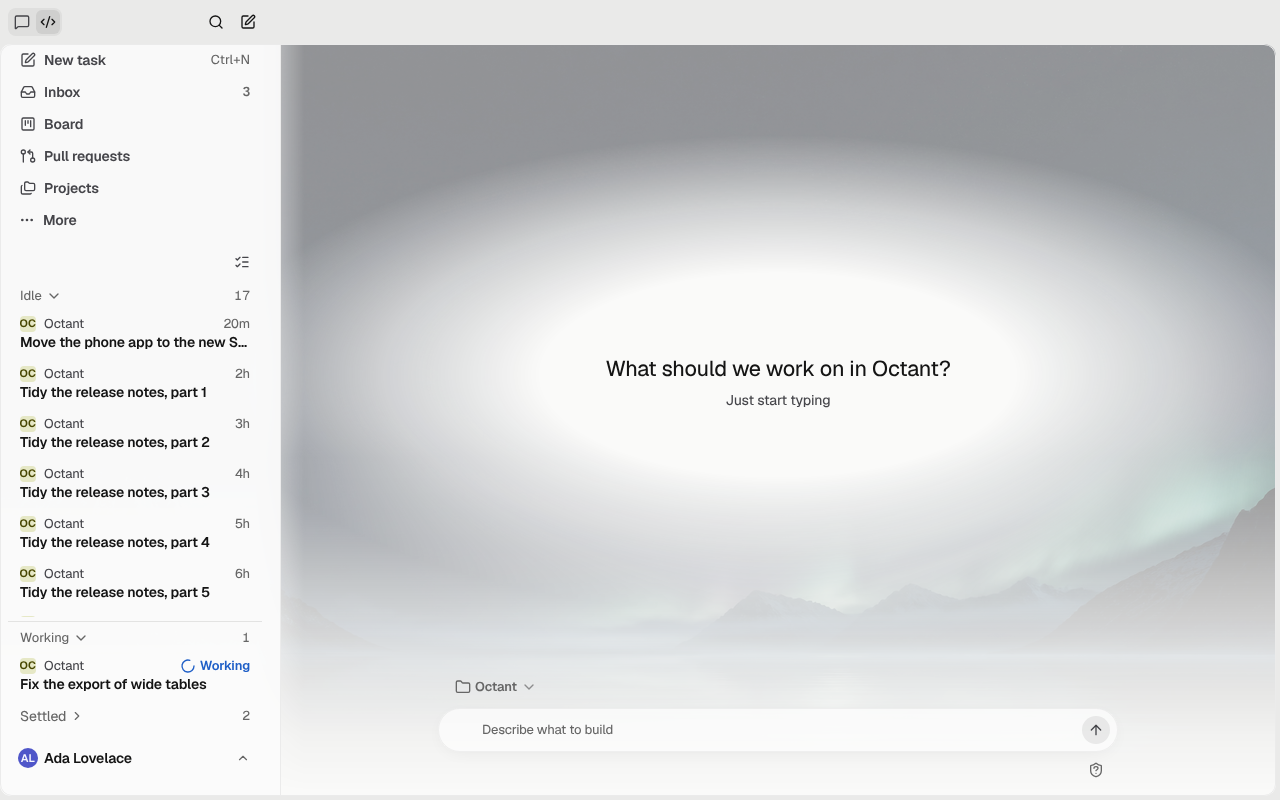 New task
Ctrl+N
Inbox
3
Board
Pull requests
Projects
More
Idle
17
OC Octant
20m
Move the phone app to the new S...
OC Octant
2h
Tidy the release notes, part 1
OC Octant
3h
Tidy the release notes, part 2
OC Octant
4h
Tidy the release notes, part 3
OC Octant
5h
Tidy the release notes, part 4
OC Octant
6h
Tidy the release notes, part 5
Working
1
OC Octant
Working
Fix the export of wide tables
Settled
2
AL Ada Lovelace
What should we work on in Octant?
Just start typing
Octant
Describe what to build